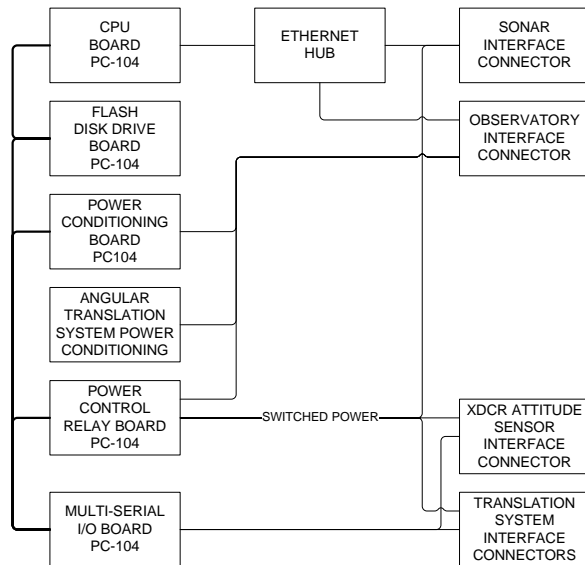 CPU
BOARD
PC-104
ETHERNET
HUB
SONAR
INTERFACE
CONNECTOR
FLASH
DISK DRIVE
BOARD
PC-104
OBSERVATORY
INTERFACE
CONNECTOR
POWER
CONDITIONING
BOARD
PC104
ANGULAR
TRANSLATION
SYSTEM POWER
CONDITIONING
POWER
CONTROL
RELAY BOARD
PC-104
SWITCHED POWER
XDCR ATTITUDE
SENSOR
INTERFACE
CONNECTOR
MULTI-SERIAL
I/O BOARD
PC-104
TRANSLATION
SYSTEM
INTERFACE
CONNECTORS